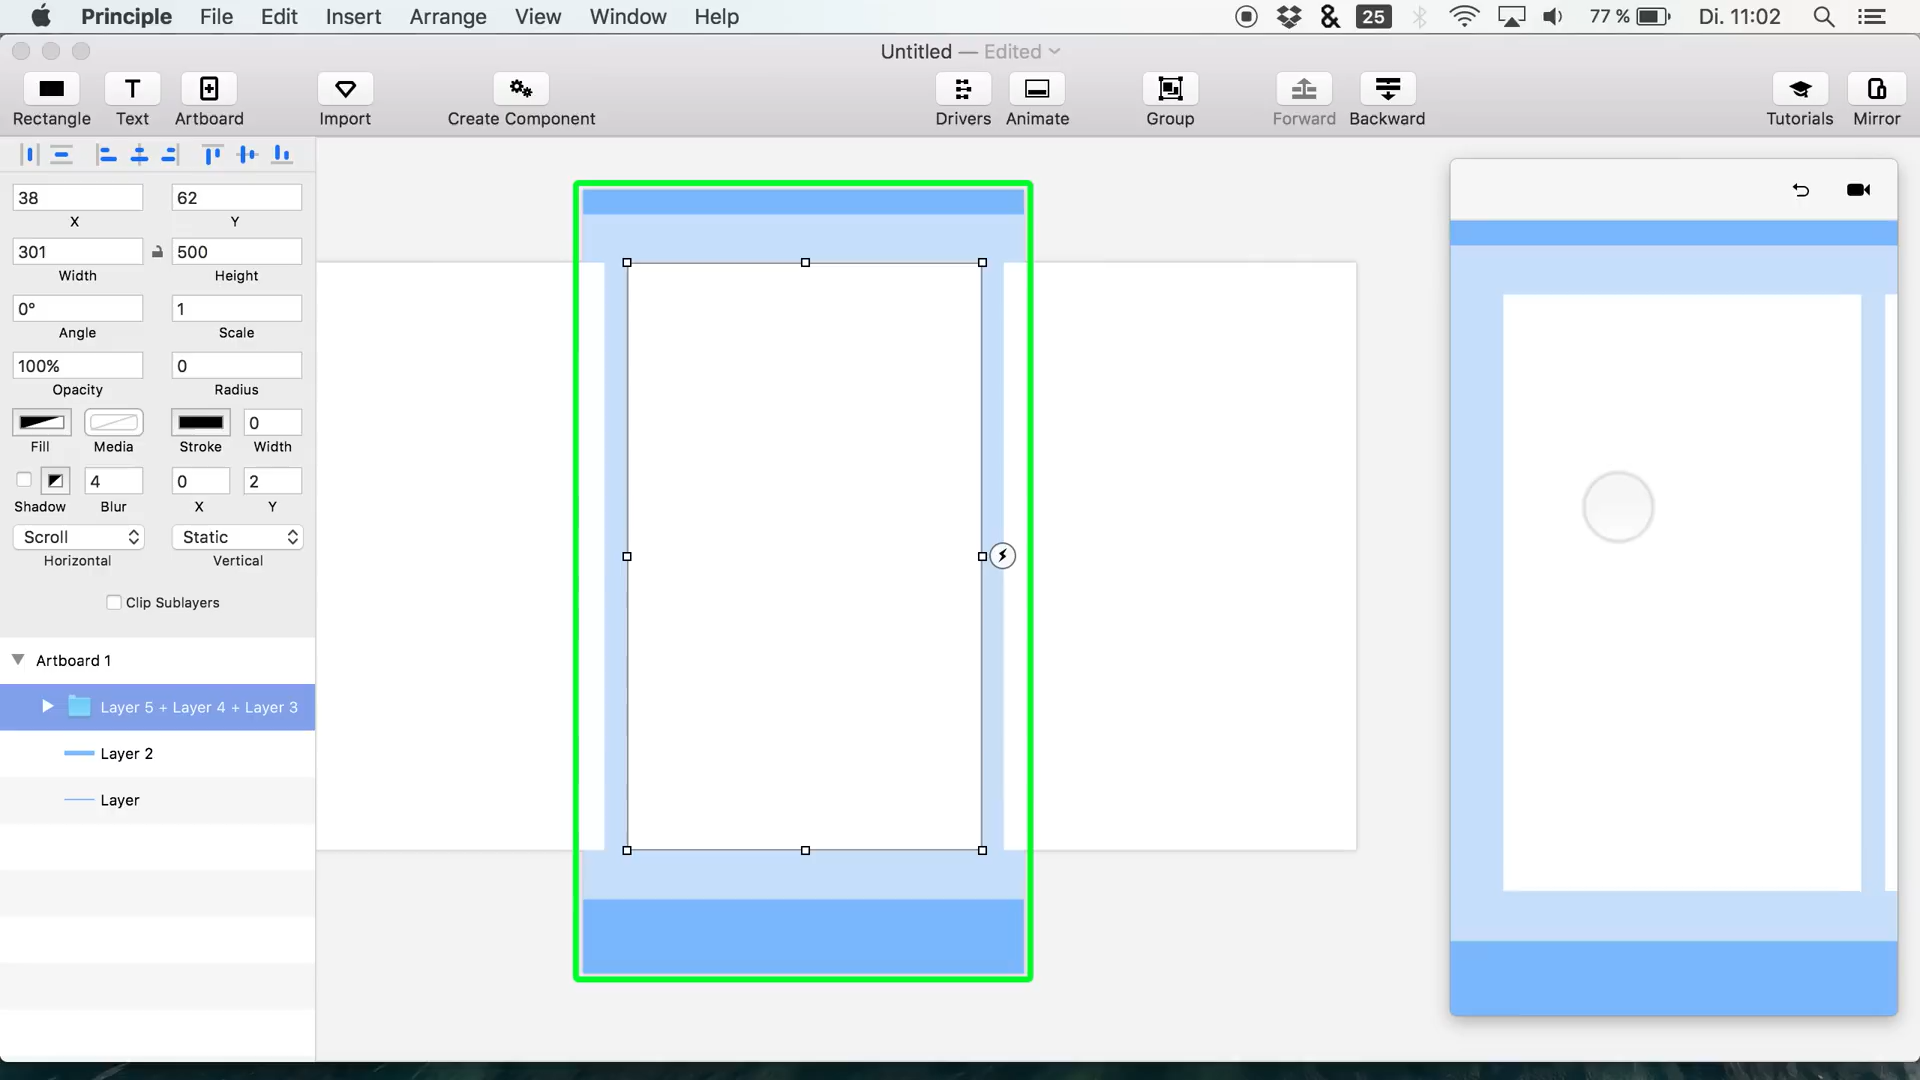 Principle File Edit Insert Arrange View Window Help 25 77 % Di. 11:02
Untitled — Edited
Rectangle Text Artboard Import Create Component Drivers Animate Group Forward Backward Tutorials Mirror
38 62
X Y
301 500
Width Height
0° 1
Angle Scale
100% 0
Opacity Radius
0
Fill Media Stroke Width
4 0 2
Shadow Blur X Y
Scroll Static
Horizontal Vertical
Clip Sublayers
Artboard 1
Layer 5 + Layer 4 + Layer 3
Layer 2
Layer